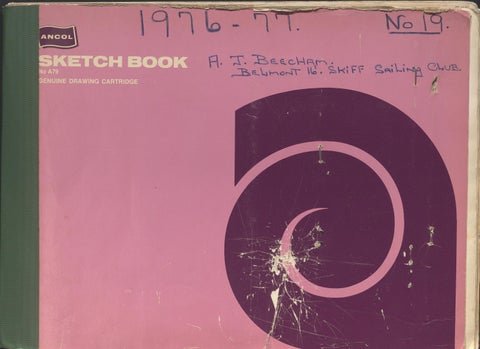 1976-77.
No 19.
ANCOL
SKETCH BOOK
No A79
GENUINE DRAWING CARTRIDGE
A. J. BEECHAM.
BELMONT 16. SKIFF SAILING CLUB